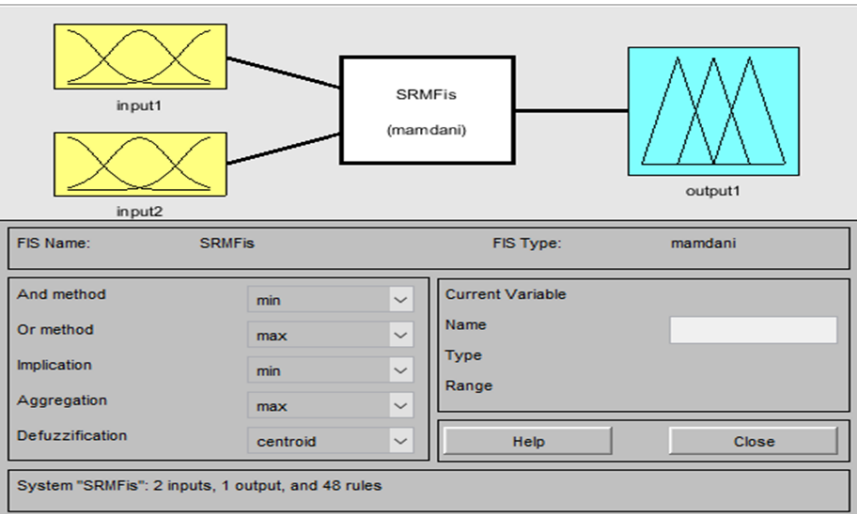 input1
SRMFis
(mamdani)
input2
output1
FIS Name: SRMFis FIS Type: mamdani
And method min
Or method max
Implication min
Aggregation max
Defuzzification centroid
Current Variable
Name
Type
Range
Help Close
System "SRMFis": 2 inputs, 1 output, and 48 rules